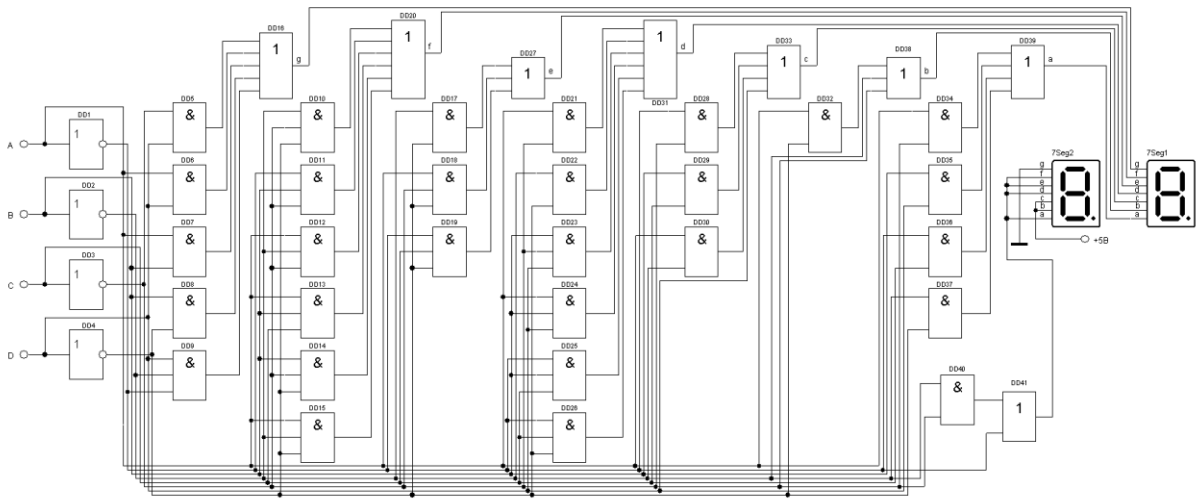 DD20
DD16
1
1
1
DD33
DD38
DD39
g
f
DD27
1
d
1
c
1
b
1
a
1
e
DD5
DD10
DD17
DD21
DD31
DD28
DD32
DD34
&
&
&
&
&
&
&
DD1
A
1
DD6
DD11
DD18
DD22
DD29
DD35
7Seg2
7Seg1
&
&
&
&
&
&
g
f
e
d
c
b
a
g
f
e
d
c
b
a
DD2
B
1
DD7
DD12
DD19
DD23
DD30
DD36
&
&
&
&
&
&
+5B
DD3
C
1
DD8
DD13
DD24
DD37
&
&
&
&
DD4
D
1
DD9
DD14
DD25
&
&
&
DD40
&
DD41
1
DD15
DD26
&
&